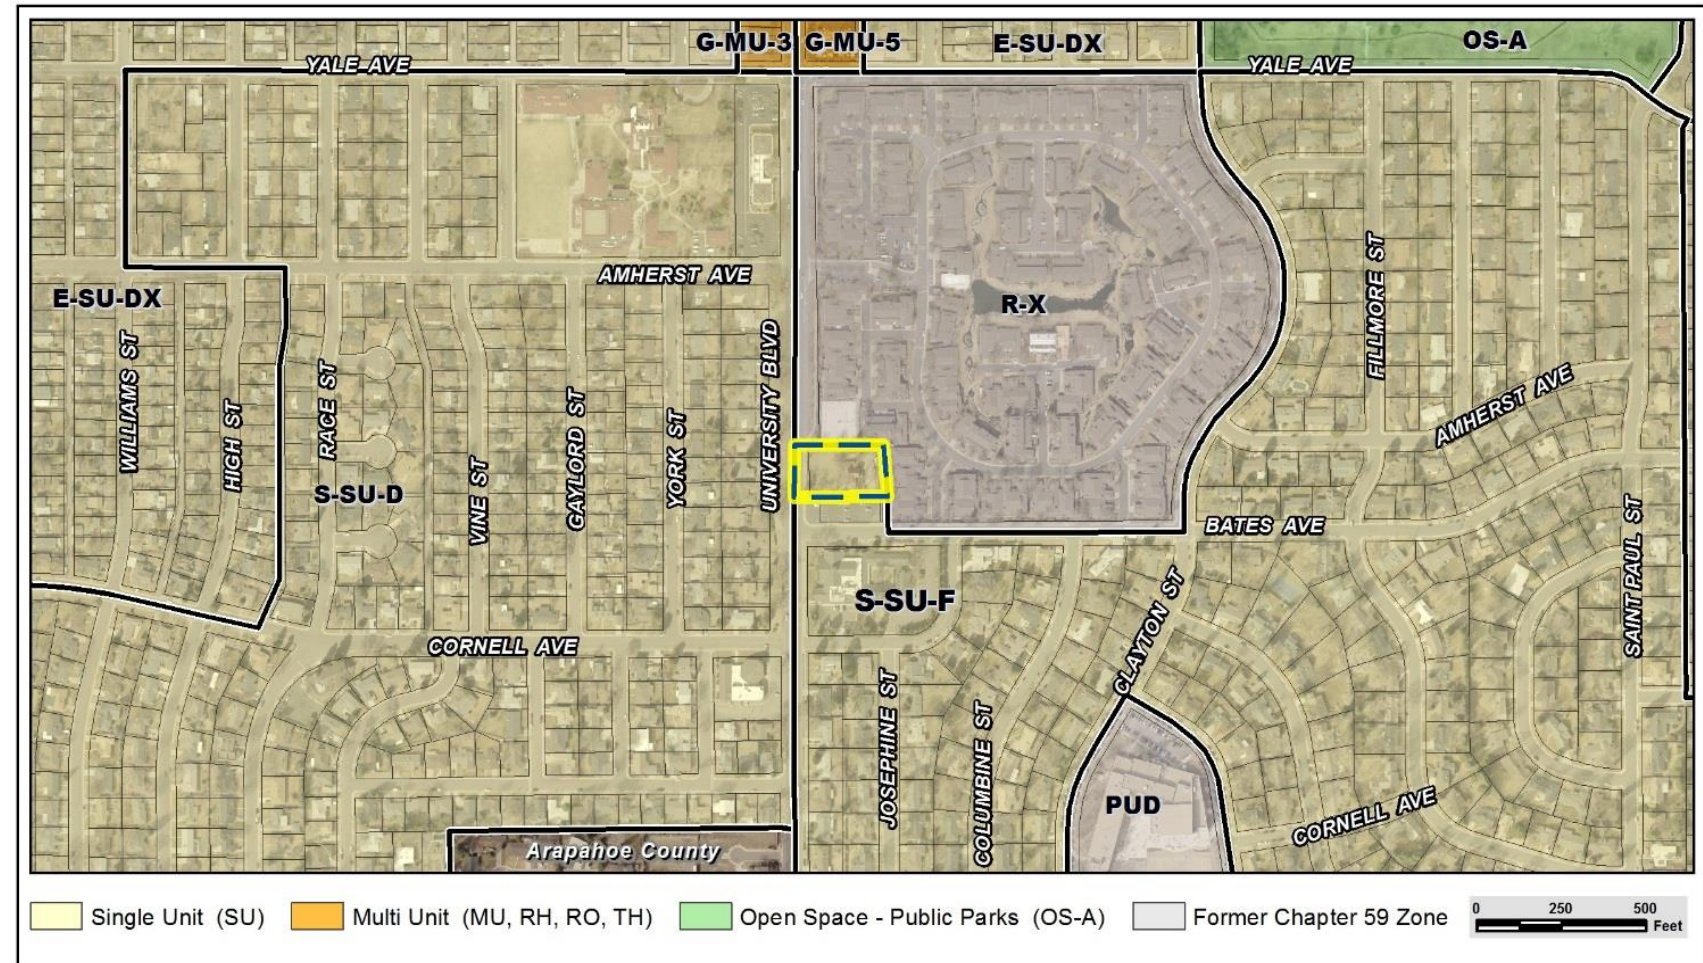 G-MU-3
G-MU-5
E-SU-DX
OS-A
YALE AVE
YALE AVE
AMHERST AVE
E-SU-DX
R-X
WILLIAMS ST
HIGH ST
RACE ST
S-SU-D
VINE ST
GAYLORD ST
YORK ST
UNIVERSITY BLVD
FILLMORE ST
AMHERST AVE
BATES AVE
SAINT PAUL ST
S-SU-F
CLAYTON ST
CORNELL AVE
JOSEPHINE ST
COLUMBINE ST
PUD
CORNELL AVE
Arapahoe County
Single Unit (SU)
Multi Unit (MU, RH, RO, TH)
Open Space - Public Parks (OS-A)
Former Chapter 59 Zone
0 250 500
Feet